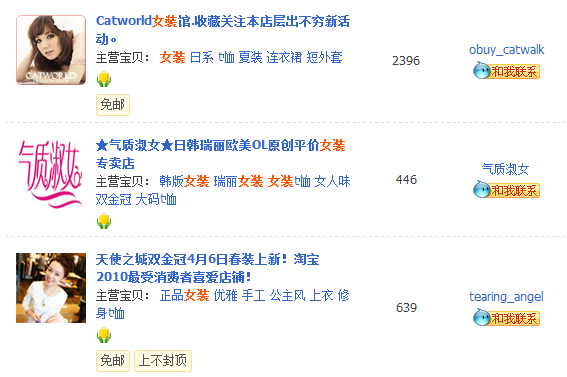 Catworld女装馆.收藏关注本店层出不穷新活
动。
主营宝贝： 女装 日系 t恤 夏装 连衣裙 短外套
免邮
CATWORLD
2396
obuy_catwalk
和我联系
气质淑女
★气质淑女★日韩瑞丽欧美OL原创平价女装
专卖店
主营宝贝： 韩版女装 瑞丽女装 女装t恤 女人味
双金冠 大码t恤
446
气质淑女
和我联系
天使之城双金冠4月6日春装上新！淘宝
2010最受消费者喜爱店铺！
主营宝贝： 正品女装 优雅 手工 公主风 上衣 修
身t恤
免邮 上不封顶
639
tearing_angel
和我联系